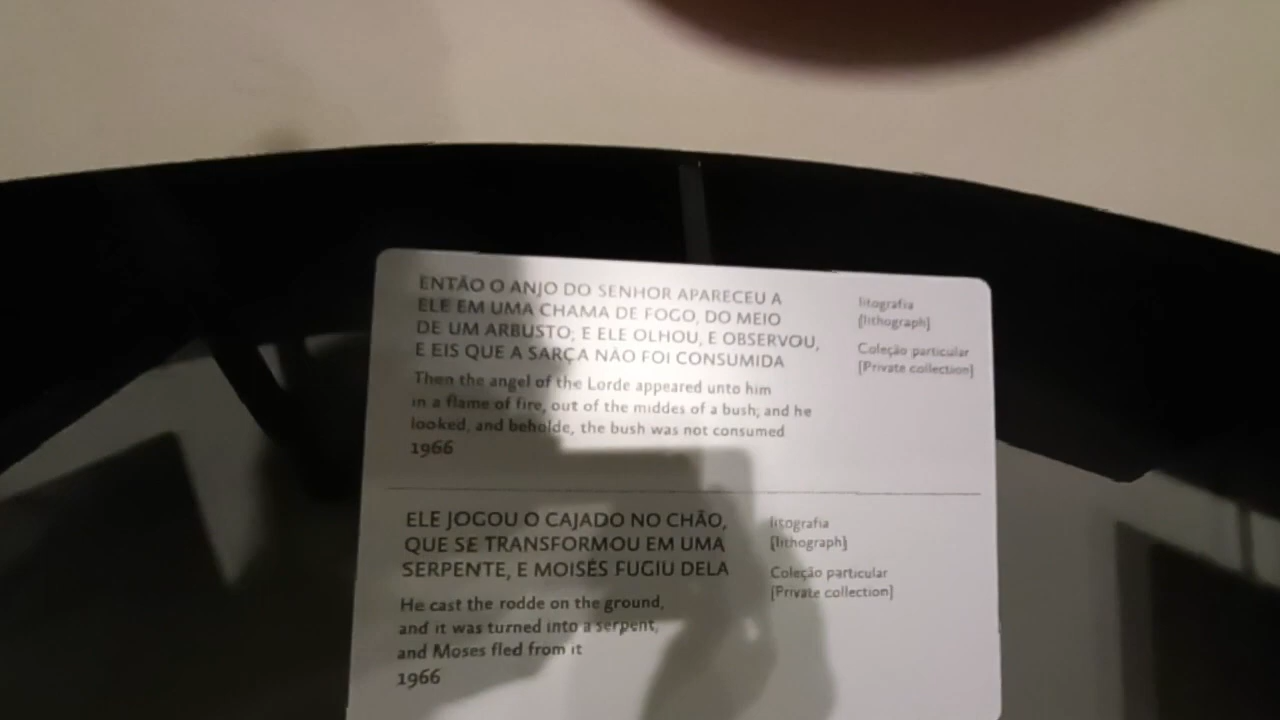 ENTÃO O ANJO DO SENHOR APARECEU A
ELE EM UMA CHAMA DE FOGO, DO MEIO
DE UM ARBUSTO; E ELE OLHOU, E OBSERVOU,
E EIS QUE A SARÇA NÃO FOI CONSUMIDA
Then the angel of the Lorde appeared unto him
in a flame of fire, out of the middes of a bush; and he
looked, and beholde, the bush was not consumed
1966
litografia
[lithograph]
Coleção particular
[Private collection]
ELE JOGOU O CAJADO NO CHÃO,
QUE SE TRANSFORMOU EM UMA
SERPENTE, E MOISÉS FUGIU DELA
He cast the rodde on the ground,
and it was turned into a serpent,
and Moses fled from it
1966
litografia
[lithograph]
Coleção particular
[Private collection]